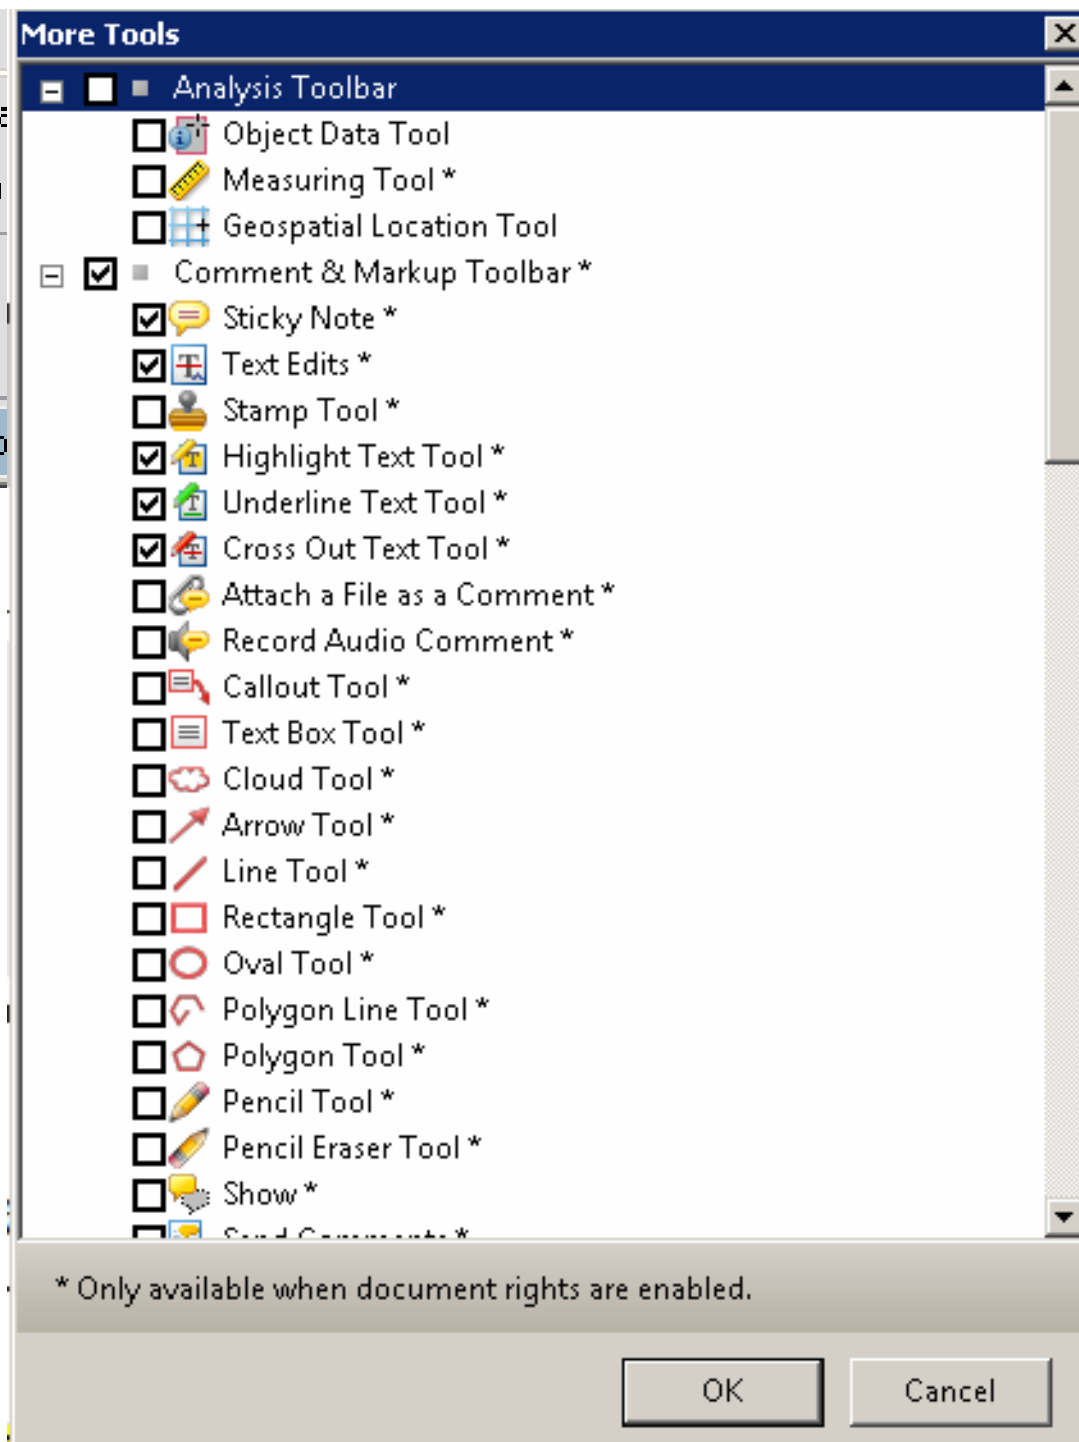 More Tools
Analysis Toolbar
Object Data Tool
Measuring Tool *
Geospatial Location Tool
Comment & Markup Toolbar *
Sticky Note *
Text Edits *
Stamp Tool *
Highlight Text Tool *
Underline Text Tool *
Cross Out Text Tool *
Attach a File as a Comment *
Record Audio Comment *
Callout Tool *
Text Box Tool *
Cloud Tool *
Arrow Tool *
Line Tool *
Rectangle Tool *
Oval Tool *
Polygon Line Tool *
Polygon Tool *
Pencil Tool *
Pencil Eraser Tool *
Show *
Send Comments *
* Only available when document rights are enabled.
OK
Cancel